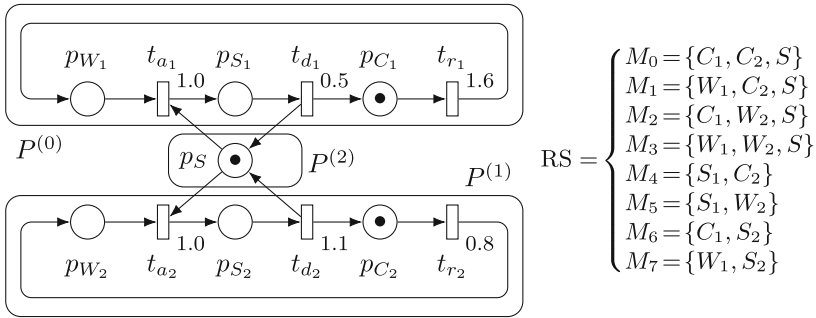 p_{W_1} t_{a_1} p_{S_1} t_{d_1} p_{C_1} t_{r_1}
1.0 0.5 1.6
P^{(0)}
p_S P^{(2)}
P^{(1)}
1.0 1.1 0.8
p_{W_2} t_{a_2} p_{S_2} t_{d_2} p_{C_2} t_{r_2}
RS =
M_0={C_1, C_2, S}
M_1={W_1, C_2, S}
M_2={C_1, W_2, S}
M_3={W_1, W_2, S}
M_4={S_1, C_2}
M_5={S_1, W_2}
M_6={C_1, S_2}
M_7={W_1, S_2}